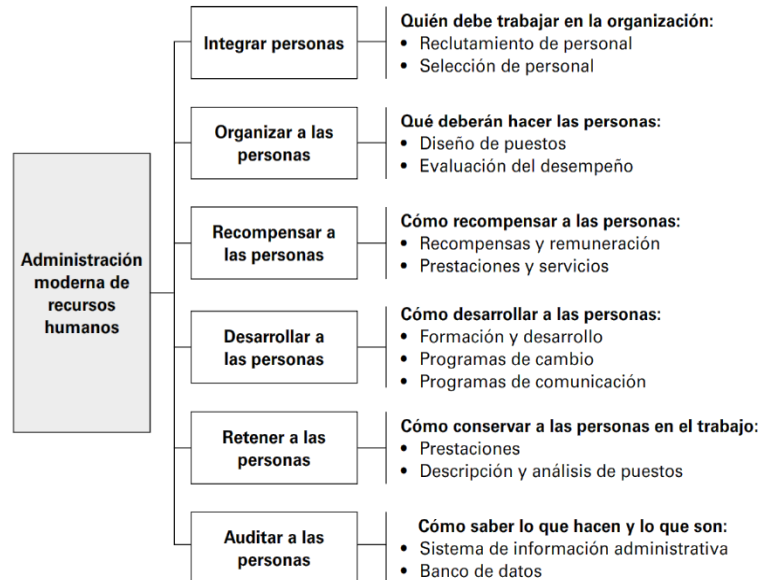 Administración
moderna de
recursos
humanos
Integrar personas
Quién debe trabajar en la organización:
• Reclutamiento de personal
• Selección de personal
Organizar a las
personas
Qué deberán hacer las personas:
• Diseño de puestos
• Evaluación del desempeño
Recompensar a
las personas
Cómo recompensar a las personas:
• Recompensas y remuneración
• Prestaciones y servicios
Desarrollar a
las personas
Cómo desarrollar a las personas:
• Formación y desarrollo
• Programas de cambio
• Programas de comunicación
Retener a las
personas
Cómo conservar a las personas en el trabajo:
• Prestaciones
• Descripción y análisis de puestos
Auditar a las
personas
Cómo saber lo que hacen y lo que son:
• Sistema de información administrativa
• Banco de datos